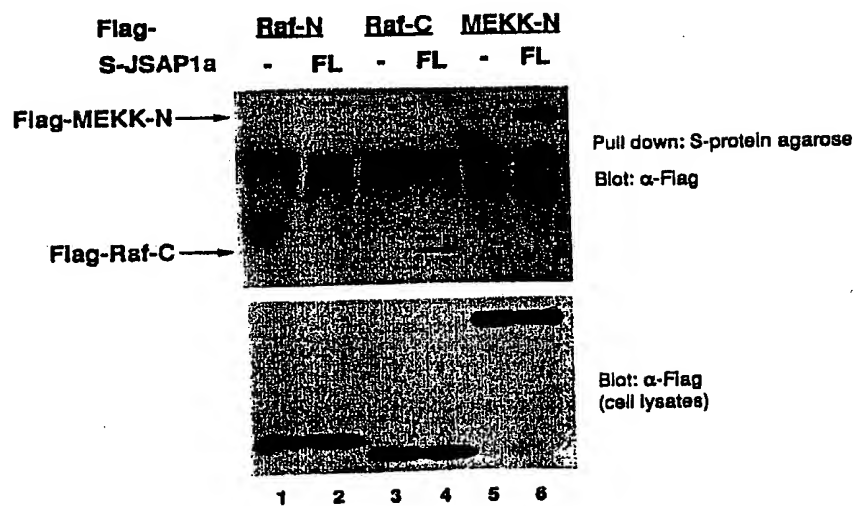 Flag- Raf-N Raf-C MEKK-N
S-JSAP1a - FL - FL - FL
Flag-MEKK-N
Pull down: S-protein agarose
Blot: α-Flag
Flag-Raf-C
Blot: α-Flag
(cell lysates)
1 2 3 4 5 6